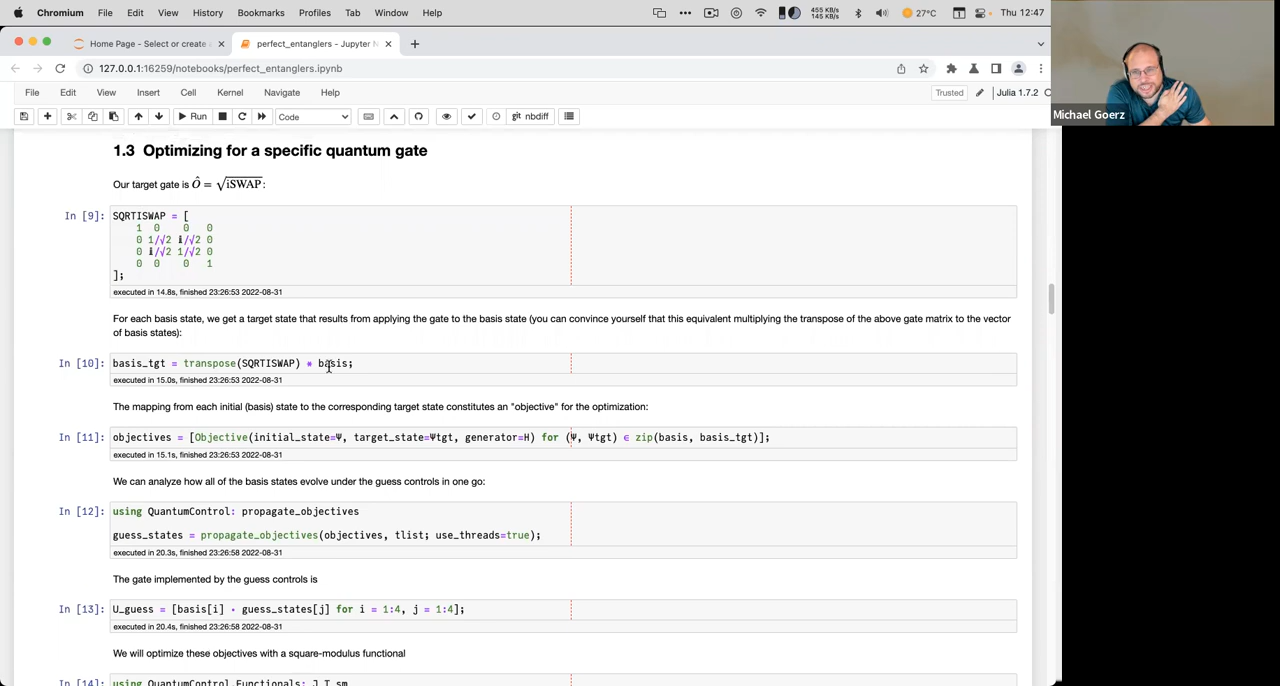 Chromium File Edit View History Bookmarks Profiles Tab Window Help 455 KB/s 145 KB/s 27°C Thu 12:47
Home Page - Select or create a perfect_entanglers - Jupyter N
127.0.0.1:16259/notebooks/perfect_entanglers.ipynb
File Edit View Insert Cell Kernel Navigate Help Trusted Julia 1.7.2
Run Code git nbdiff
Michael Goerz
1.3 Optimizing for a specific quantum gate
Our target gate is Ô = √iSWAP:
In [9]: SQRTISWAP = [
1 0 0 0
0 1/√2 𝕚/√2 0
0 𝕚/√2 1/√2 0
0 0 0 1
];
executed in 14.8s, finished 23:26:53 2022-08-31
For each basis state, we get a target state that results from applying the gate to the basis state (you can convince yourself that this equivalent multiplying the transpose of the above gate matrix to the vector
of basis states):
In [10]: basis_tgt = transpose(SQRTISWAP) * basis;
executed in 15.0s, finished 23:26:53 2022-08-31
The mapping from each initial (basis) state to the corresponding target state constitutes an "objective" for the optimization:
In [11]: objectives = [Objective(initial_state=Ψ, target_state=Ψtgt, generator=H) for (Ψ, Ψtgt) ∈ zip(basis, basis_tgt)];
executed in 15.1s, finished 23:26:53 2022-08-31
We can analyze how all of the basis states evolve under the guess controls in one go:
In [12]: using QuantumControl: propagate_objectives
guess_states = propagate_objectives(objectives, tlist; use_threads=true);
executed in 20.3s, finished 23:26:58 2022-08-31
The gate implemented by the guess controls is
In [13]: U_guess = [basis[i] ⋅ guess_states[j] for i = 1:4, j = 1:4];
executed in 20.4s, finished 23:26:58 2022-08-31
We will optimize these objectives with a square-modulus functional
In [14]: using QuantumControl.Functionals: J_T_sm